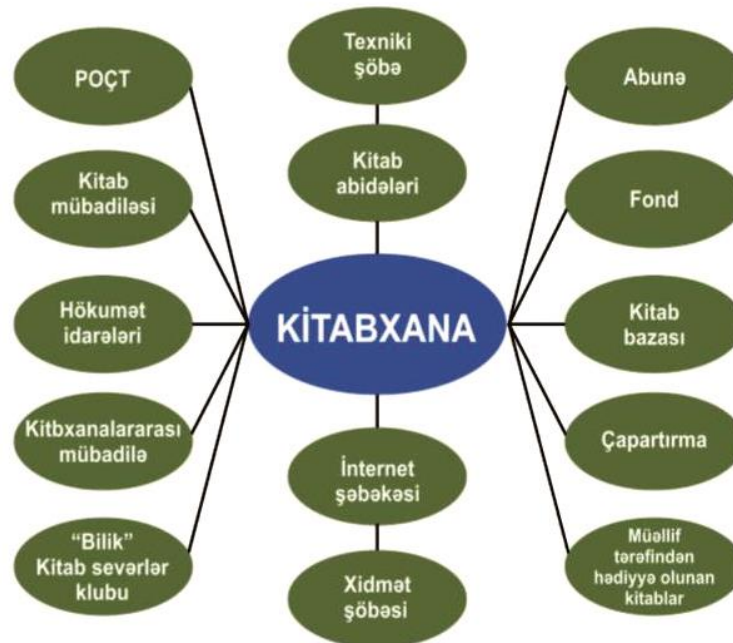 POÇT
Kitab
mübadiləsi
Hökumət
idarələri
Kitbxanalararası
mübadilə
“Bilik”
Kitab sevərlər
klubu
Texniki
şöbə
Kitab
abidələri
KİTABXANA
İnternet
şəbəkəsi
Xidmət
şöbəsi
Abunə
Fond
Kitab
bazası
Çapartırma
Müəllif
tərəfindən
hədiyyə olunan
kitablar